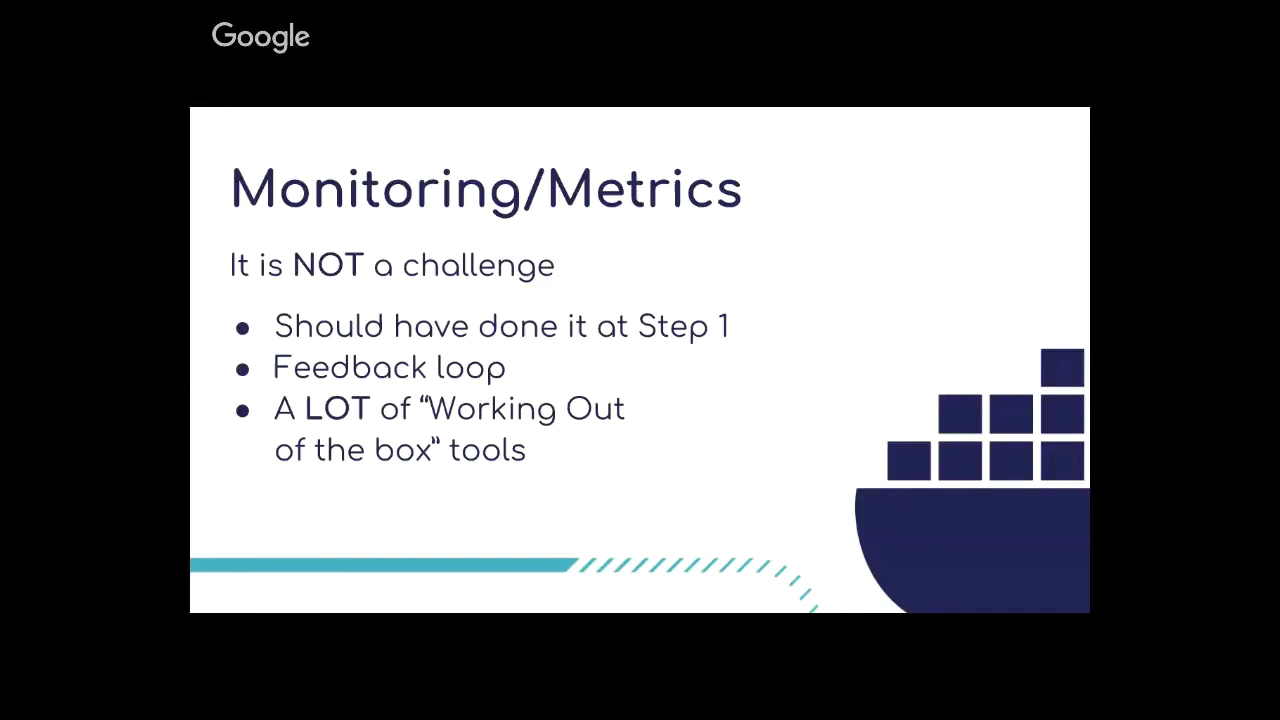 Google
Monitoring/Metrics
It is NOT a challenge
● Should have done it at Step 1
● Feedback loop
● A LOT of “Working Out
of the box” tools